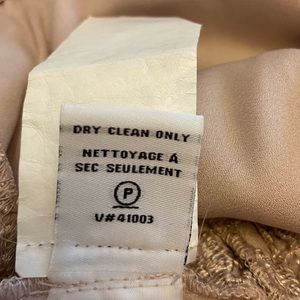 DRY CLEAN ONLY
NETTOYAGE À
SEC SEULEMENT
P
V#41003